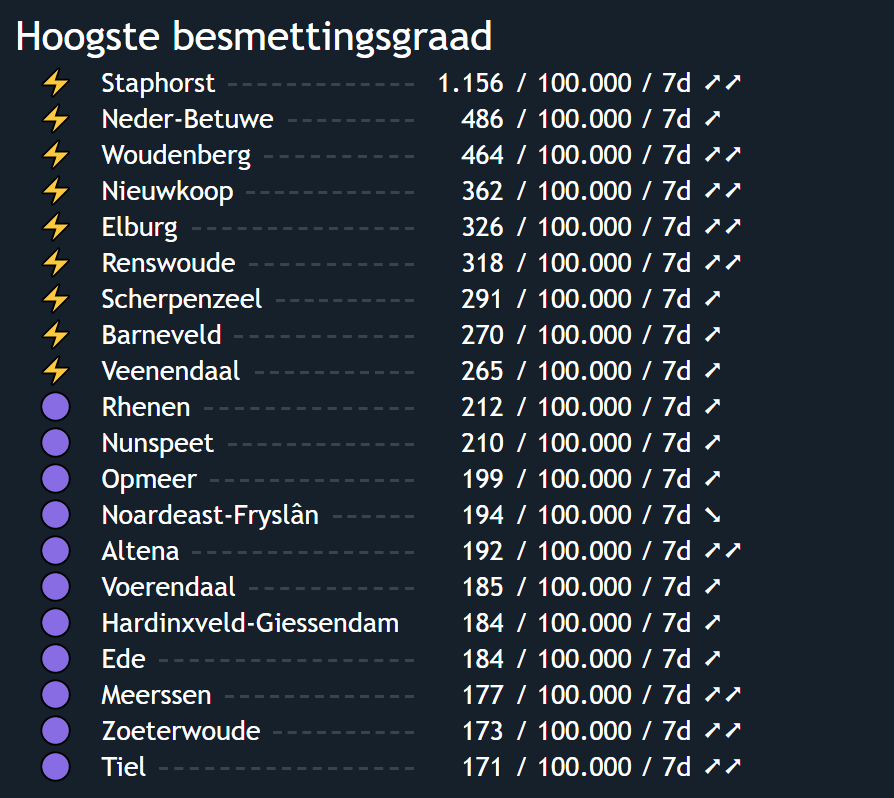 Hoogste besmettingsgraad
⚡ Staphorst ----------- 1.156 / 100.000 / 7d ➚➚
⚡ Neder-Betuwe -------- 486 / 100.000 / 7d ➚
⚡ Woudenberg --------- 464 / 100.000 / 7d ➚➚
⚡ Nieuwkoop ---------- 362 / 100.000 / 7d ➚➚
⚡ Elburg ------------- 326 / 100.000 / 7d ➚➚
⚡ Renswoude ---------- 318 / 100.000 / 7d ➚➚
⚡ Scherpenzeel -------- 291 / 100.000 / 7d ➚
⚡ Barneveld ----------- 270 / 100.000 / 7d ➚
⚡ Veenendaal ---------- 265 / 100.000 / 7d ➚
🟣 Rhenen ------------ 212 / 100.000 / 7d ➚
🟣 Nunspeet ----------- 210 / 100.000 / 7d ➚
🟣 Opmeer ------------ 199 / 100.000 / 7d ➚
🟣 Noardeast-Fryslân ----- 194 / 100.000 / 7d ➘
🟣 Altena ------------- 192 / 100.000 / 7d ➚➚
🟣 Voerendaal ---------- 185 / 100.000 / 7d ➚
🟣 Hardinxveld-Giessendam 184 / 100.000 / 7d ➚
🟣 Ede --------------- 184 / 100.000 / 7d ➚
🟣 Meerssen ----------- 177 / 100.000 / 7d ➚➚
🟣 Zoeterwoude -------- 173 / 100.000 / 7d ➚➚
🟣 Tiel --------------- 171 / 100.000 / 7d ➚➚